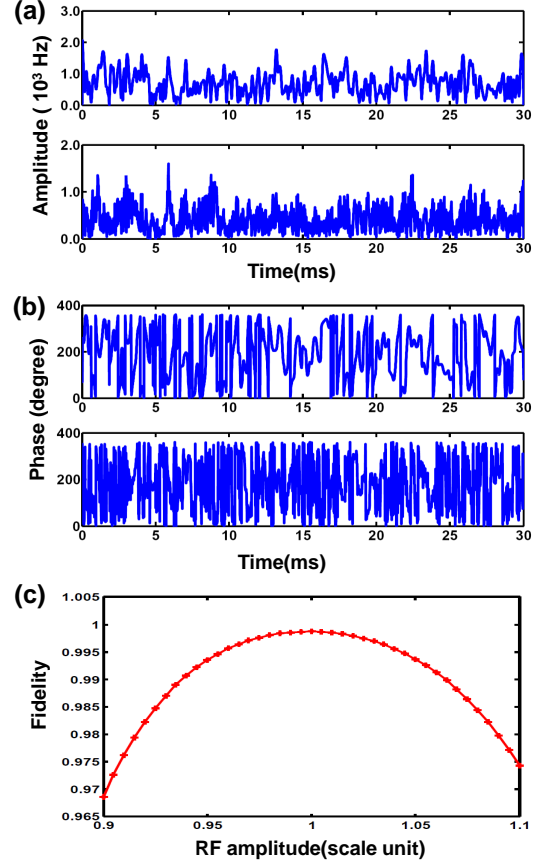 (a)
3.0
2.0
1.0
0.0
0 5 10 15 20 25 30
Amplitude ( 10³ Hz)
2.0
1.0
0.0
0 5 10 15 20 25 30
Time(ms)
(b)
400
200
0
0 5 10 15 20 25 30
Phase (degree)
400
200
0
0 5 10 15 20 25 30
Time(ms)
(c)
1.005
1
0.995
0.99
0.985
0.98
0.975
0.97
0.965
Fidelity
0.9 0.95 1 1.05 1.1
RF amplitude(scale unit)